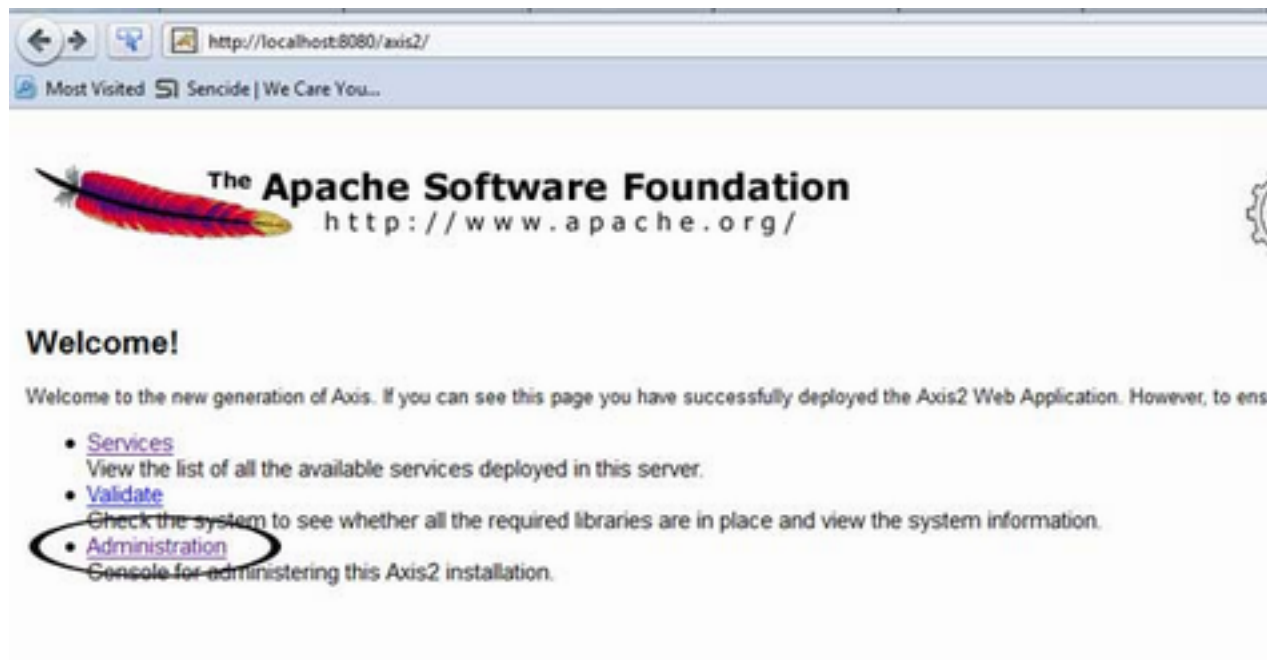 http://localhost:8080/axis2/
Most Visited Sencide | We Care You...
The Apache Software Foundation
http://www.apache.org/
Welcome!
Welcome to the new generation of Axis. If you can see this page you have successfully deployed the Axis2 Web Application. However, to ens
• Services
View the list of all the available services deployed in this server.
• Validate
Check the system to see whether all the required libraries are in place and view the system information.
• Administration
Console for administering this Axis2 installation.